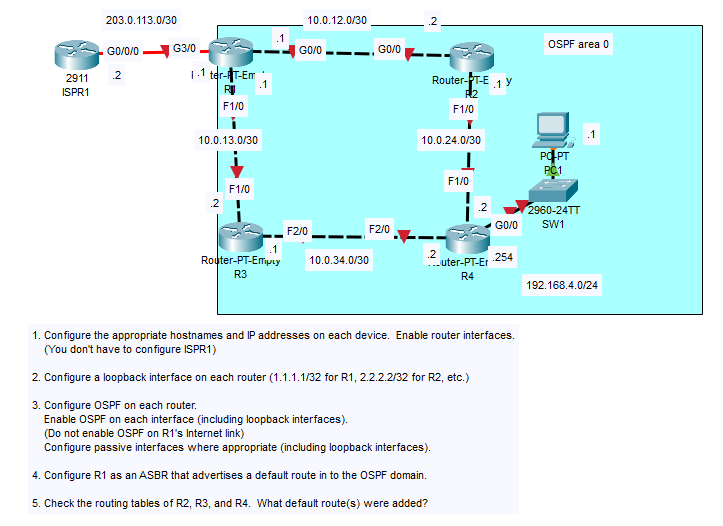 203.0.113.0/30
10.0.12.0/30
.2
.1
OSPF area 0
G0/0/0
G3/0
G0/0
G0/0
2911
ISPR1
.2
.1
R1
.1
F1/0
R2
.1
F1/0
10.0.13.0/30
10.0.24.0/30
.1
PC-PT
PC1
F1/0
F1/0
.2
.2
2960-24TT
SW1
G0/0
F2/0
F2/0
.1
.2
.254
Router-PT-Empty
R3
10.0.34.0/30
R4
192.168.4.0/24
1. Configure the appropriate hostnames and IP addresses on each device. Enable router interfaces.
(You don't have to configure ISPR1)
2. Configure a loopback interface on each router (1.1.1.1/32 for R1, 2.2.2.2/32 for R2, etc.)
3. Configure OSPF on each router.
Enable OSPF on each interface (including loopback interfaces).
(Do not enable OSPF on R1's Internet link)
Configure passive interfaces where appropriate (including loopback interfaces).
4. Configure R1 as an ASBR that advertises a default route in to the OSPF domain.
5. Check the routing tables of R2, R3, and R4. What default route(s) were added?